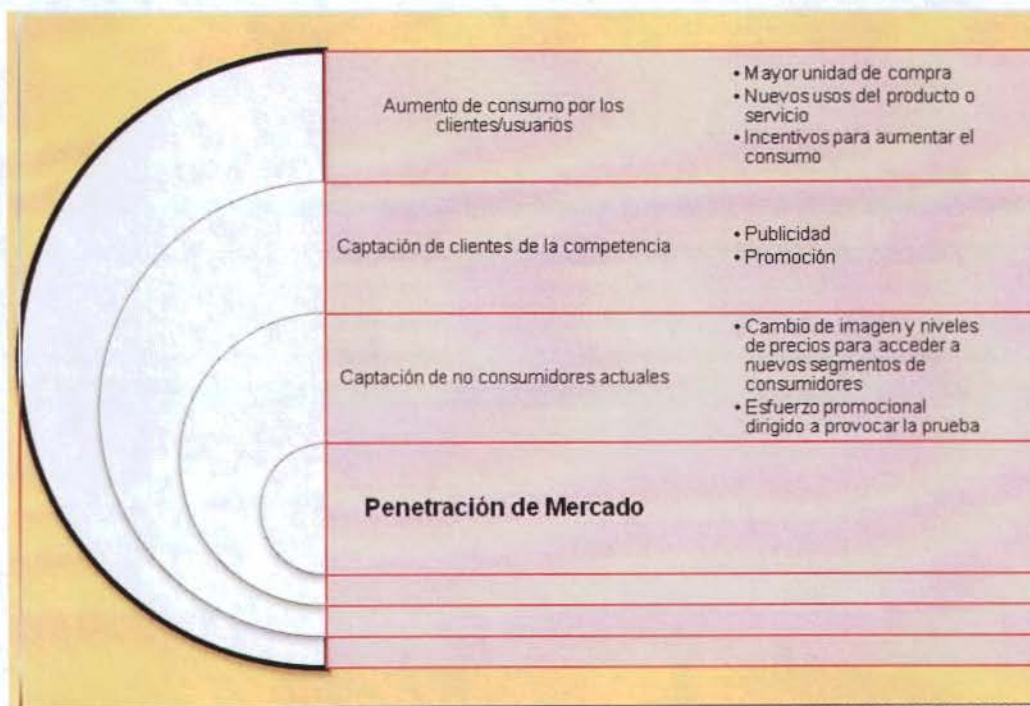 Aumento de consumo por los
clientes/usuarios
• Mayor unidad de compra
• Nuevos usos del producto o
servicio
• Incentivos para aumentar el
consumo
Captación de clientes de la competencia
• Publicidad
• Promoción
Captación de no consumidores actuales
• Cambio de imagen y niveles
de precios para acceder a
nuevos segmentos de
consumidores
• Esfuerzo promocional
dirigido a provocar la prueba
Penetración de Mercado